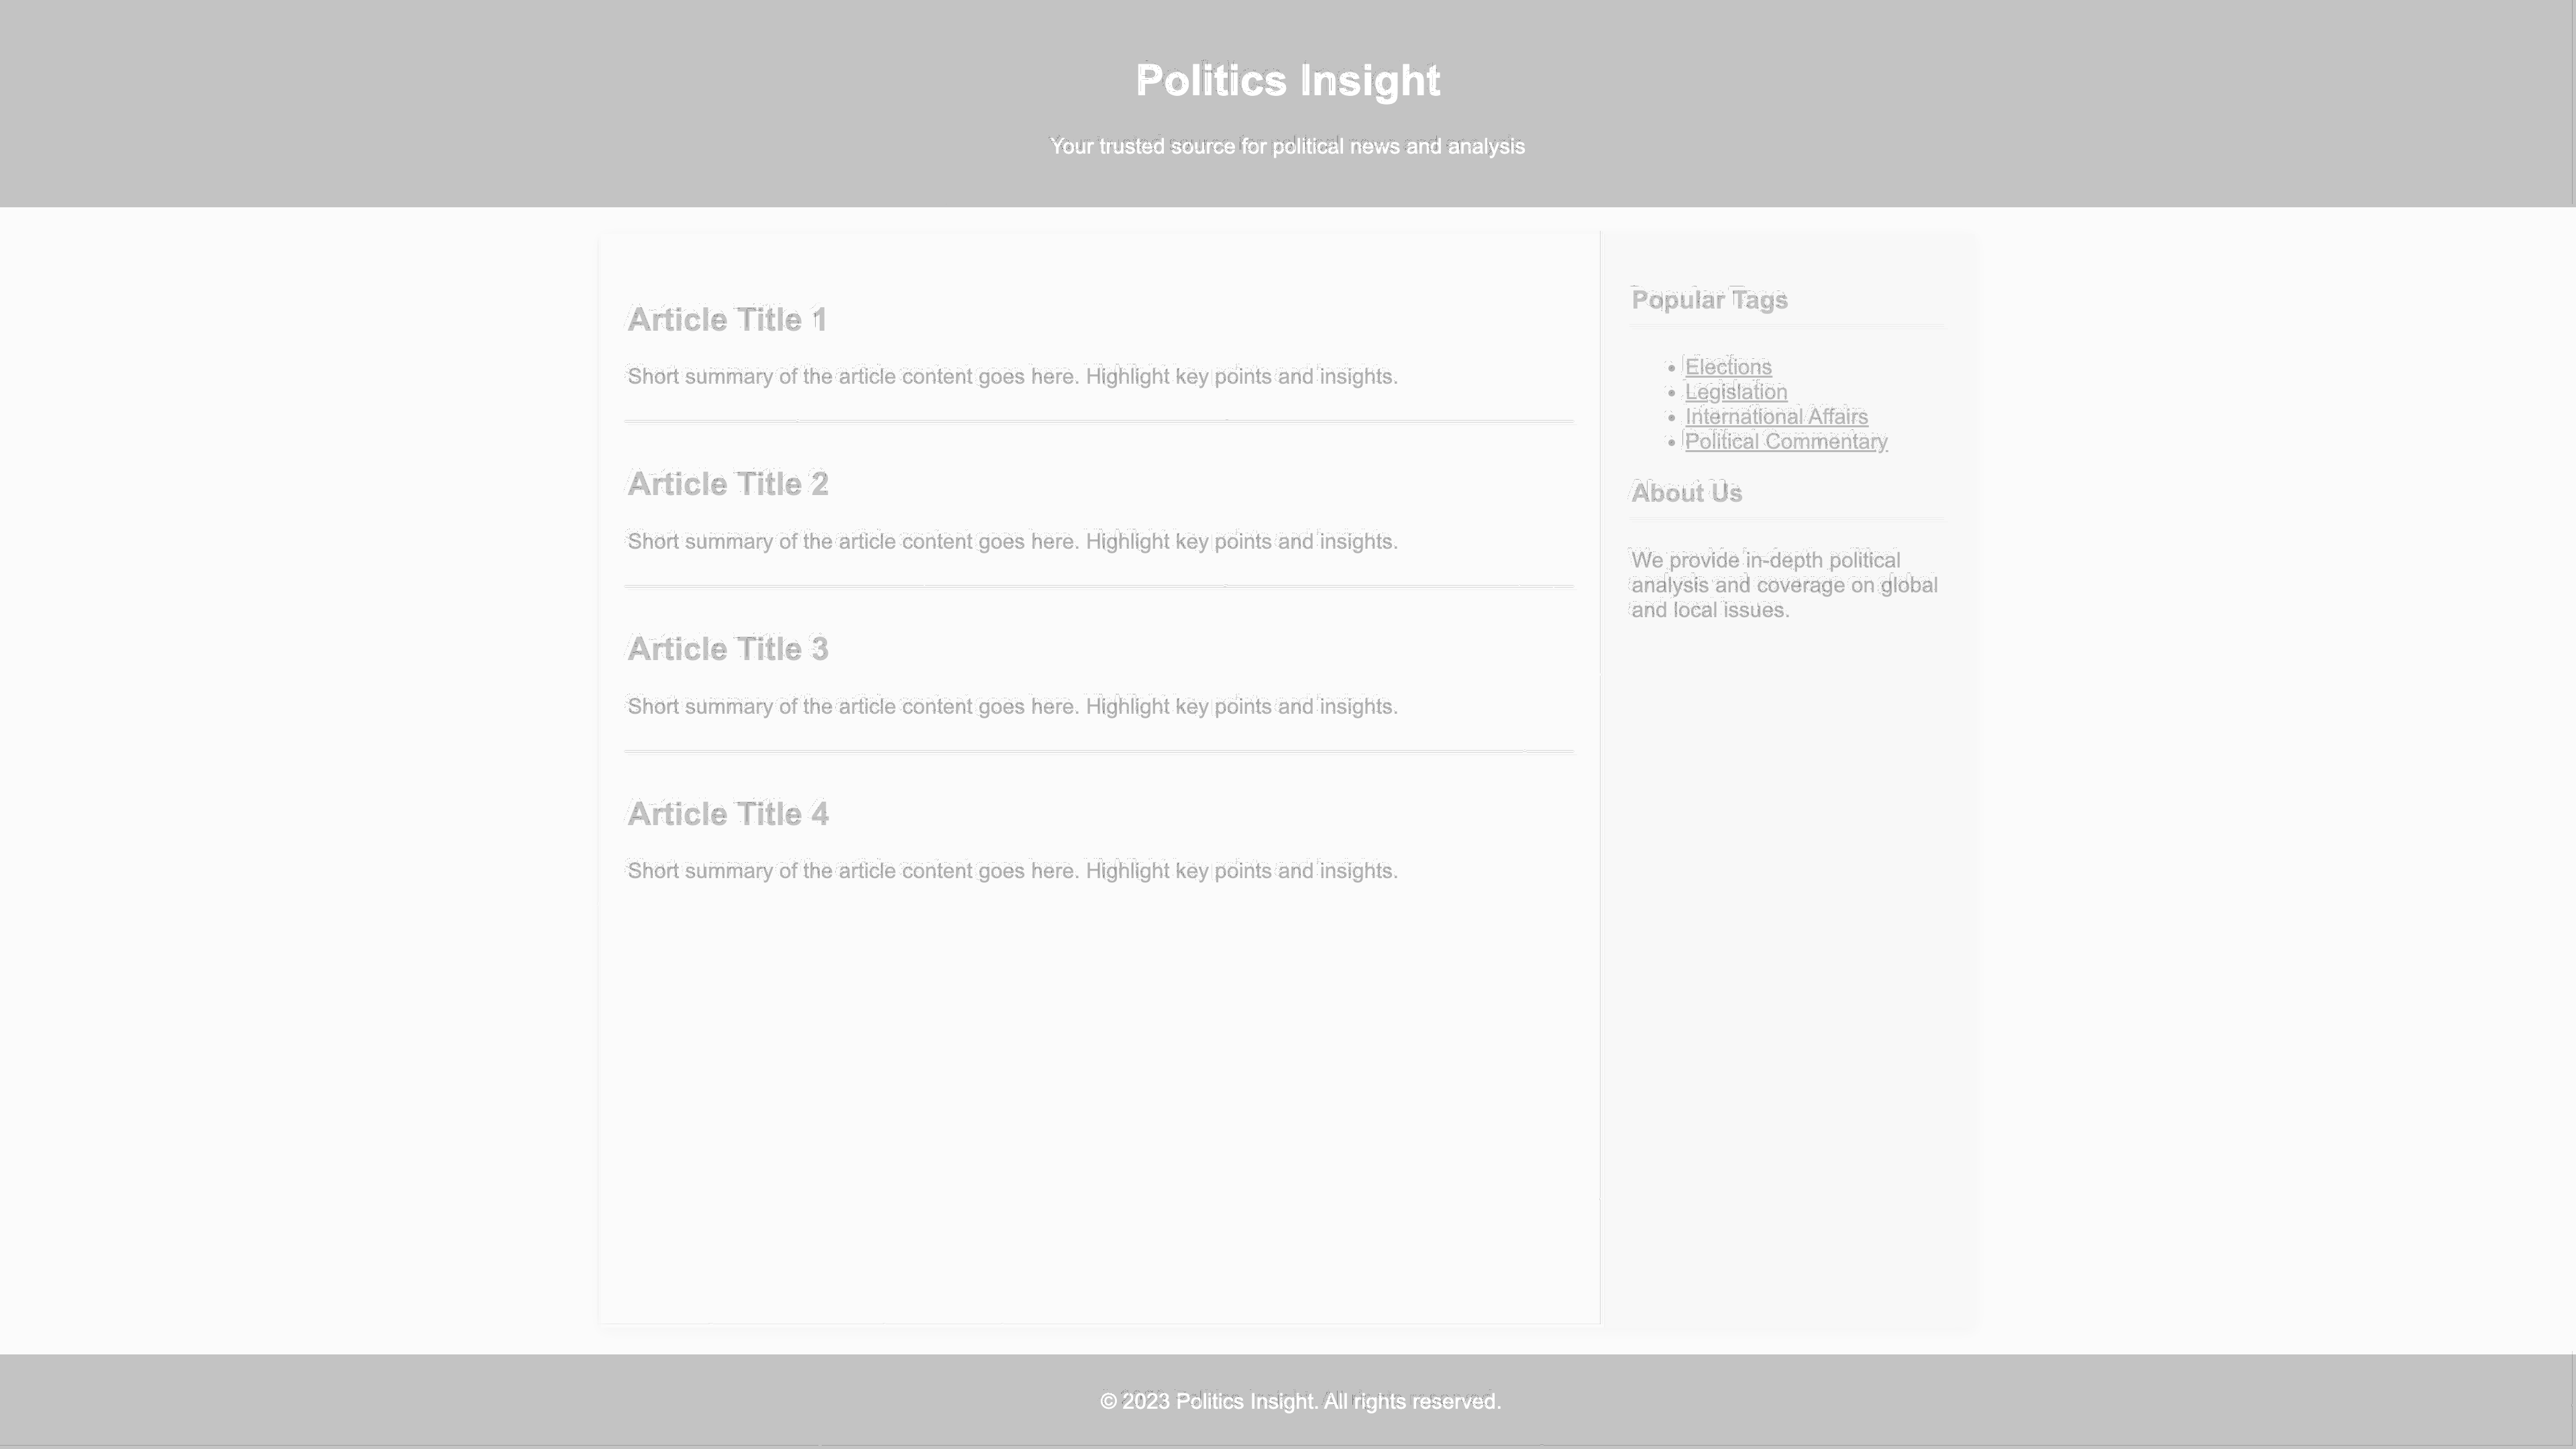 Politics Insight
Your trusted source for political news and analysis
Article Title 1
Short summary of the article content goes here. Highlight key points and insights.
Article Title 2
Short summary of the article content goes here. Highlight key points and insights.
Article Title 3
Short summary of the article content goes here. Highlight key points and insights.
Article Title 4
Short summary of the article content goes here. Highlight key points and insights.
Popular Tags
• Elections
• Legislation
• International Affairs
• Political Commentary
About Us
We provide in-depth political
analysis and coverage on global
and local issues.
© 2023 Politics Insight. All rights reserved.